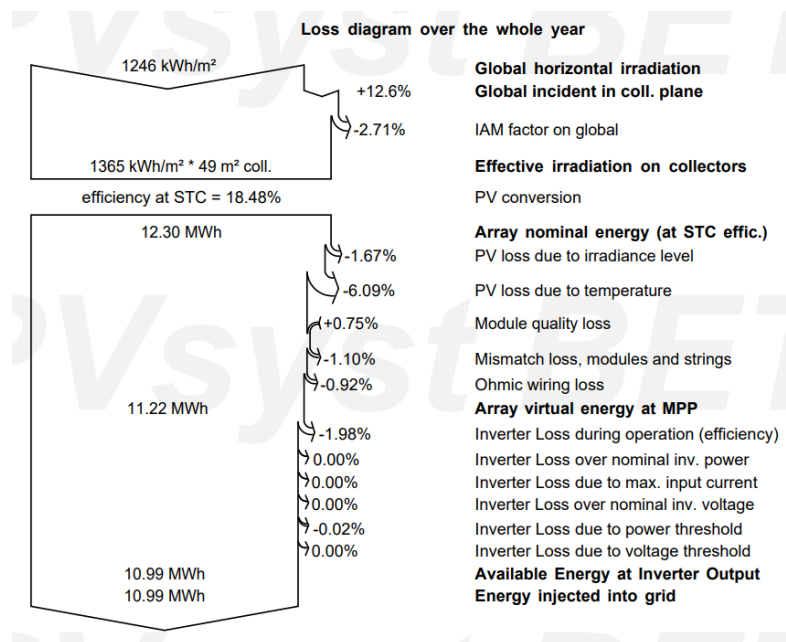 Loss diagram over the whole year
1246 kWh/m² Global horizontal irradiation
+12.6% Global incident in coll. plane
-2.71% IAM factor on global
1365 kWh/m² * 49 m² coll. Effective irradiation on collectors
efficiency at STC = 18.48% PV conversion
12.30 MWh Array nominal energy (at STC effic.)
-1.67% PV loss due to irradiance level
-6.09% PV loss due to temperature
+0.75% Module quality loss
-1.10% Mismatch loss, modules and strings
-0.92% Ohmic wiring loss
11.22 MWh Array virtual energy at MPP
-1.98% Inverter Loss during operation (efficiency)
0.00% Inverter Loss over nominal inv. power
0.00% Inverter Loss due to max. input current
0.00% Inverter Loss over nominal inv. voltage
-0.02% Inverter Loss due to power threshold
0.00% Inverter Loss due to voltage threshold
10.99 MWh Available Energy at Inverter Output
10.99 MWh Energy injected into grid
PVsyst BET
PVsyst BET